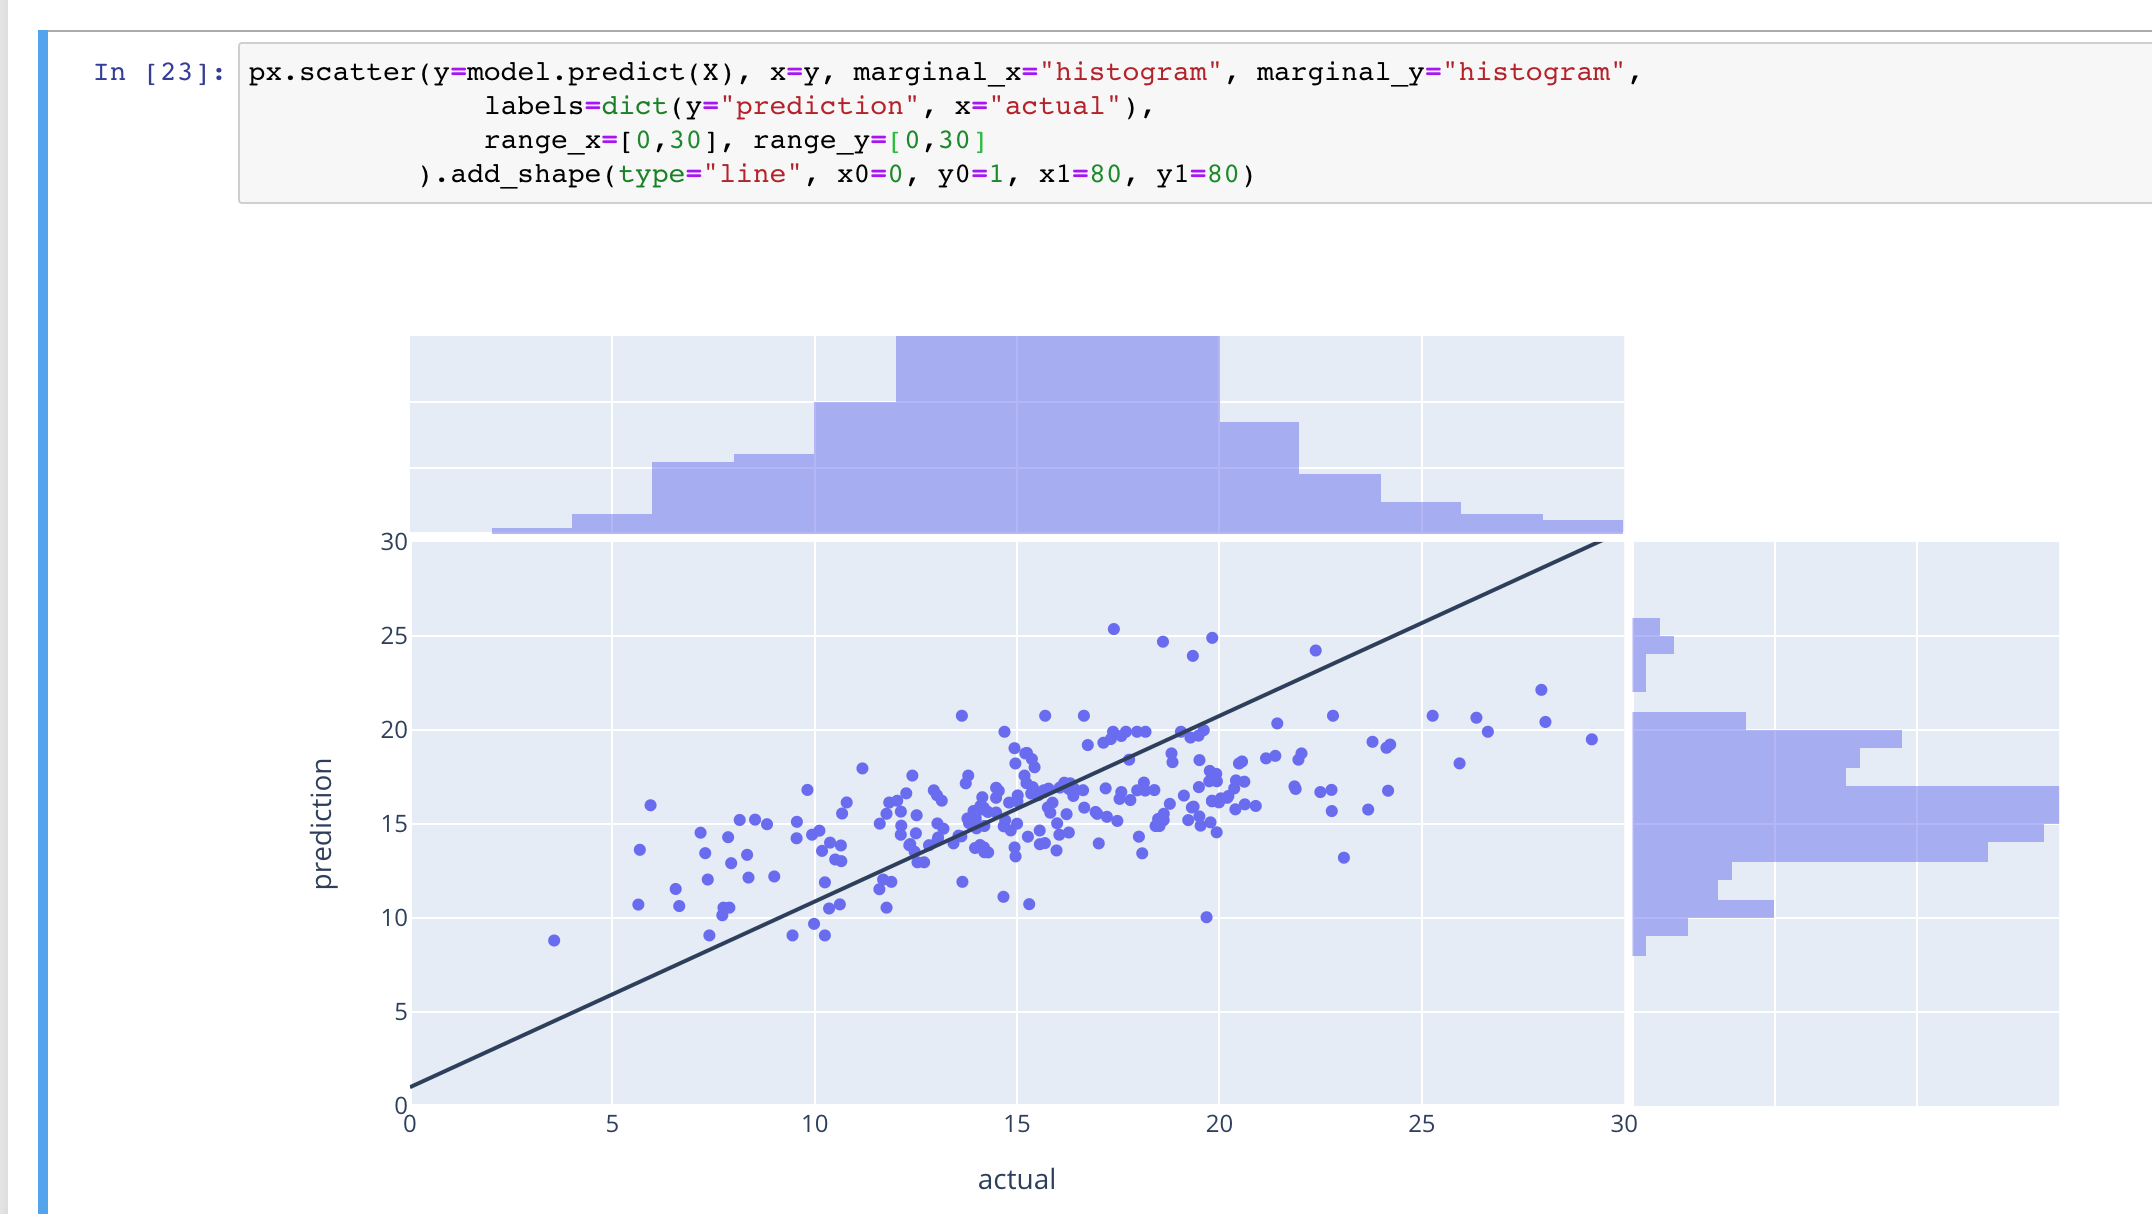 In [23]: px.scatter(y=model.predict(X), x=y, marginal_x="histogram", marginal_y="histogram",
labels=dict(y="prediction", x="actual"),
range_x=[0,30], range_y=[0,30]
).add_shape(type="line", x0=0, y0=1, x1=80, y1=80)
30
25
20
15
10
5
0
prediction
0 5 10 15 20 25 30
actual